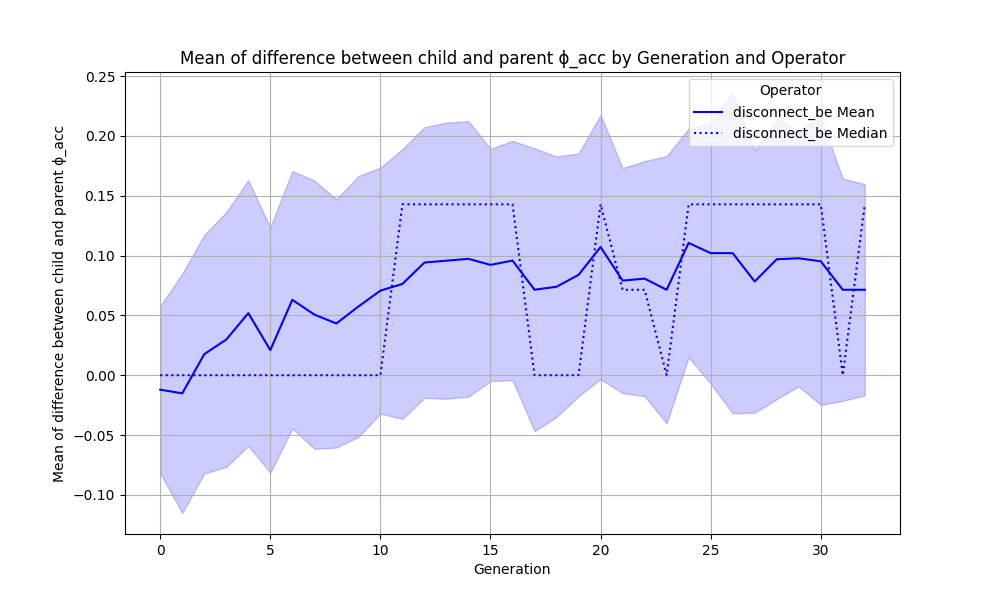 Mean of difference between child and parent ϕ_acc by Generation and Operator
Mean of difference between child and parent ϕ_acc
0.25
0.20
0.15
0.10
0.05
0.00
−0.05
−0.10
Operator
disconnect_be Mean
disconnect_be Median
0 5 10 15 20 25 30
Generation